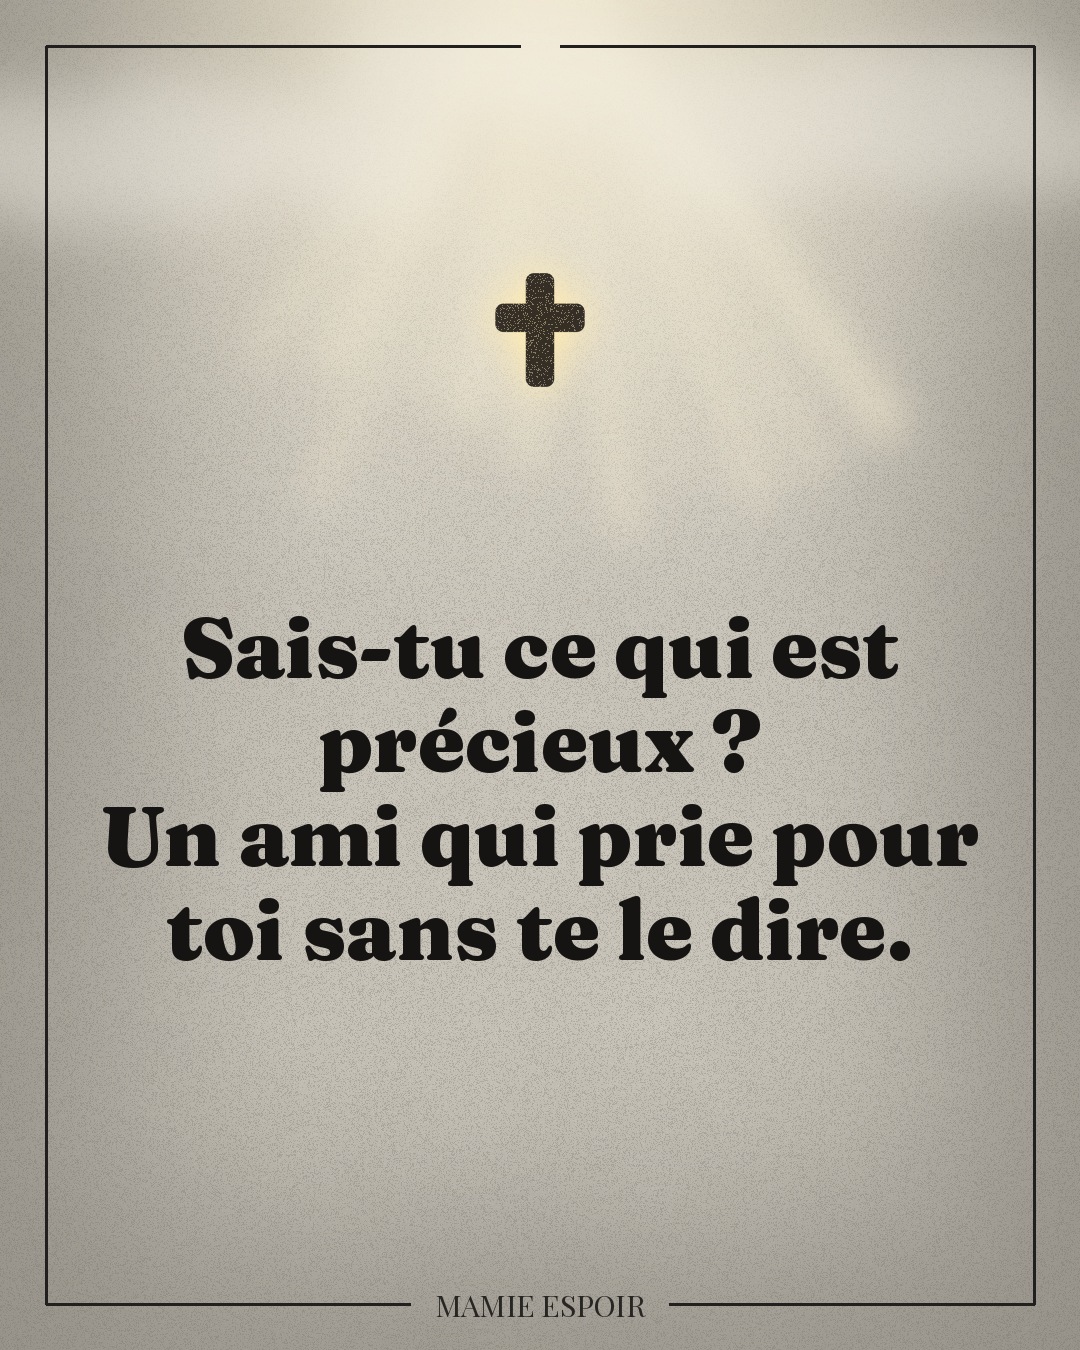 Sais-tu ce qui est
précieux ?
Un ami qui prie pour
toi sans te le dire.
MAMIE ESPOIR